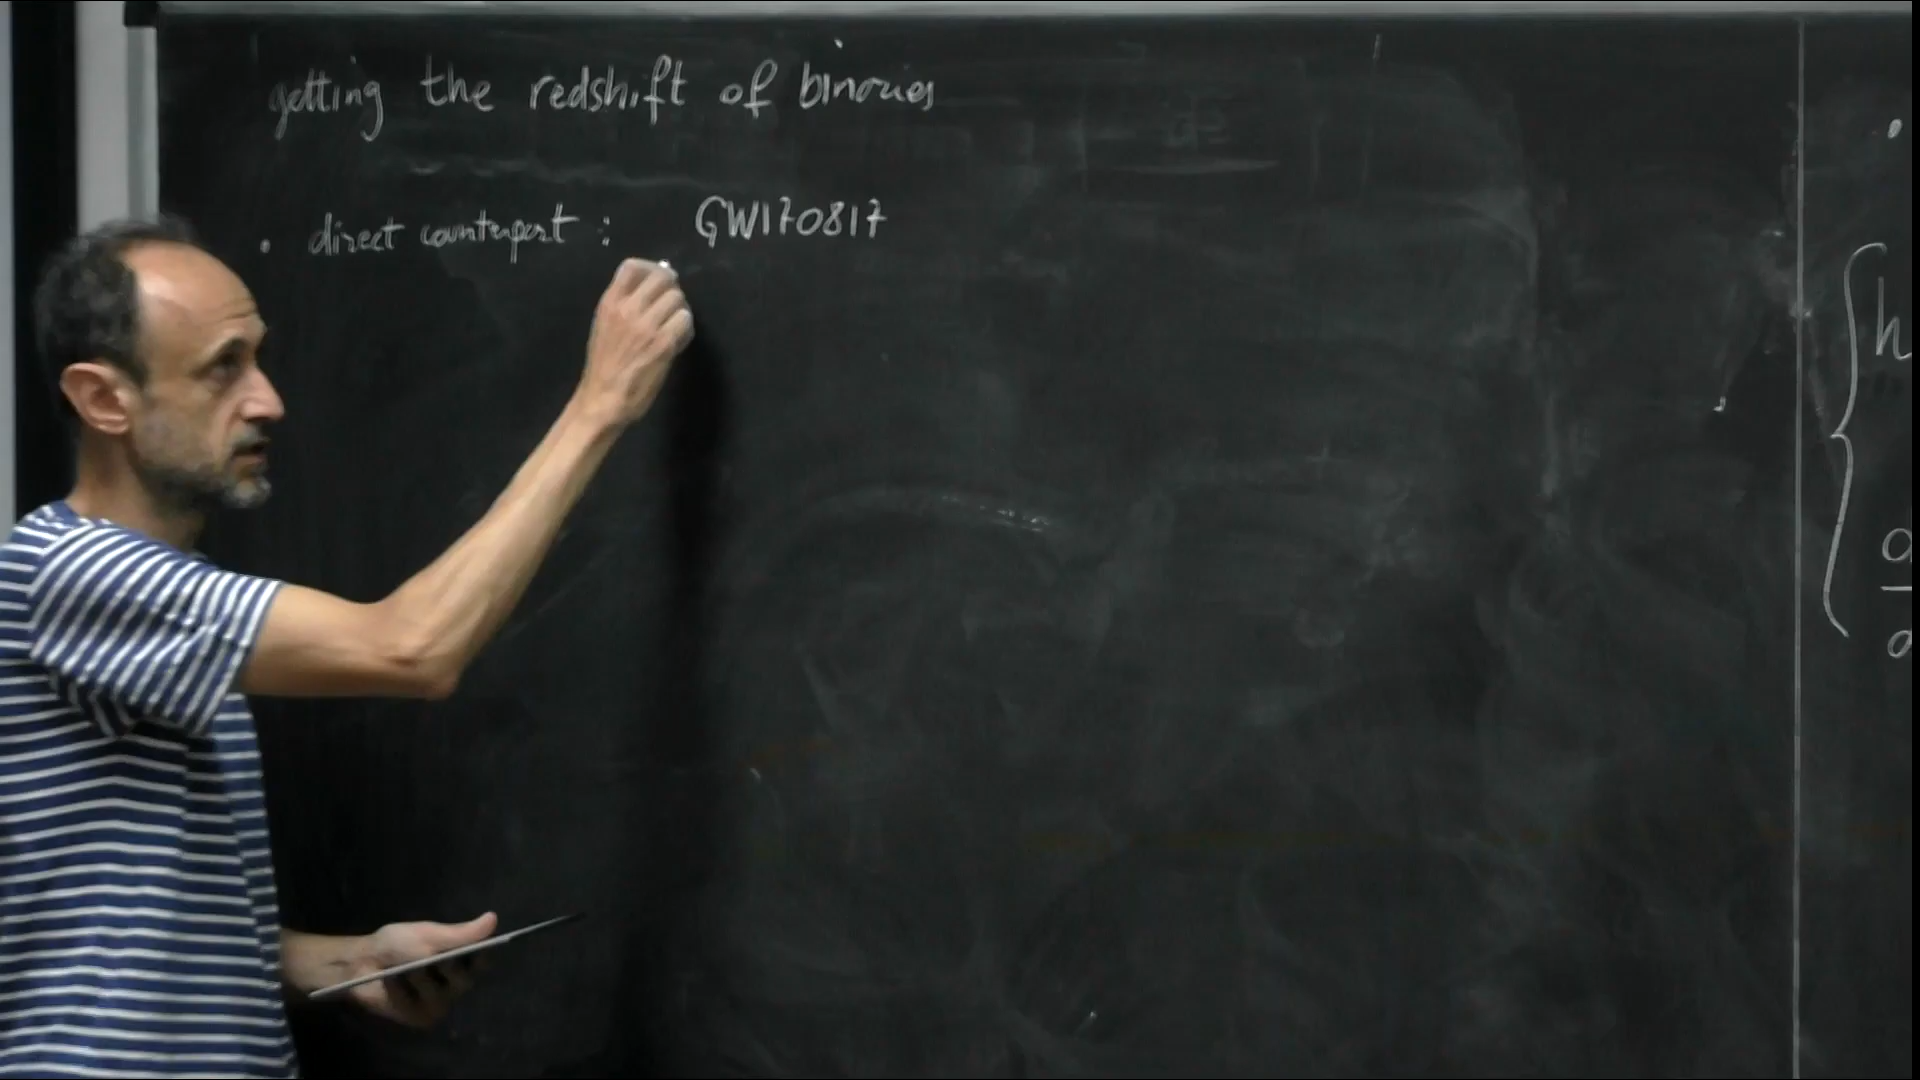 getting the redshift of binaries
• direct counterpart : GW170817
h